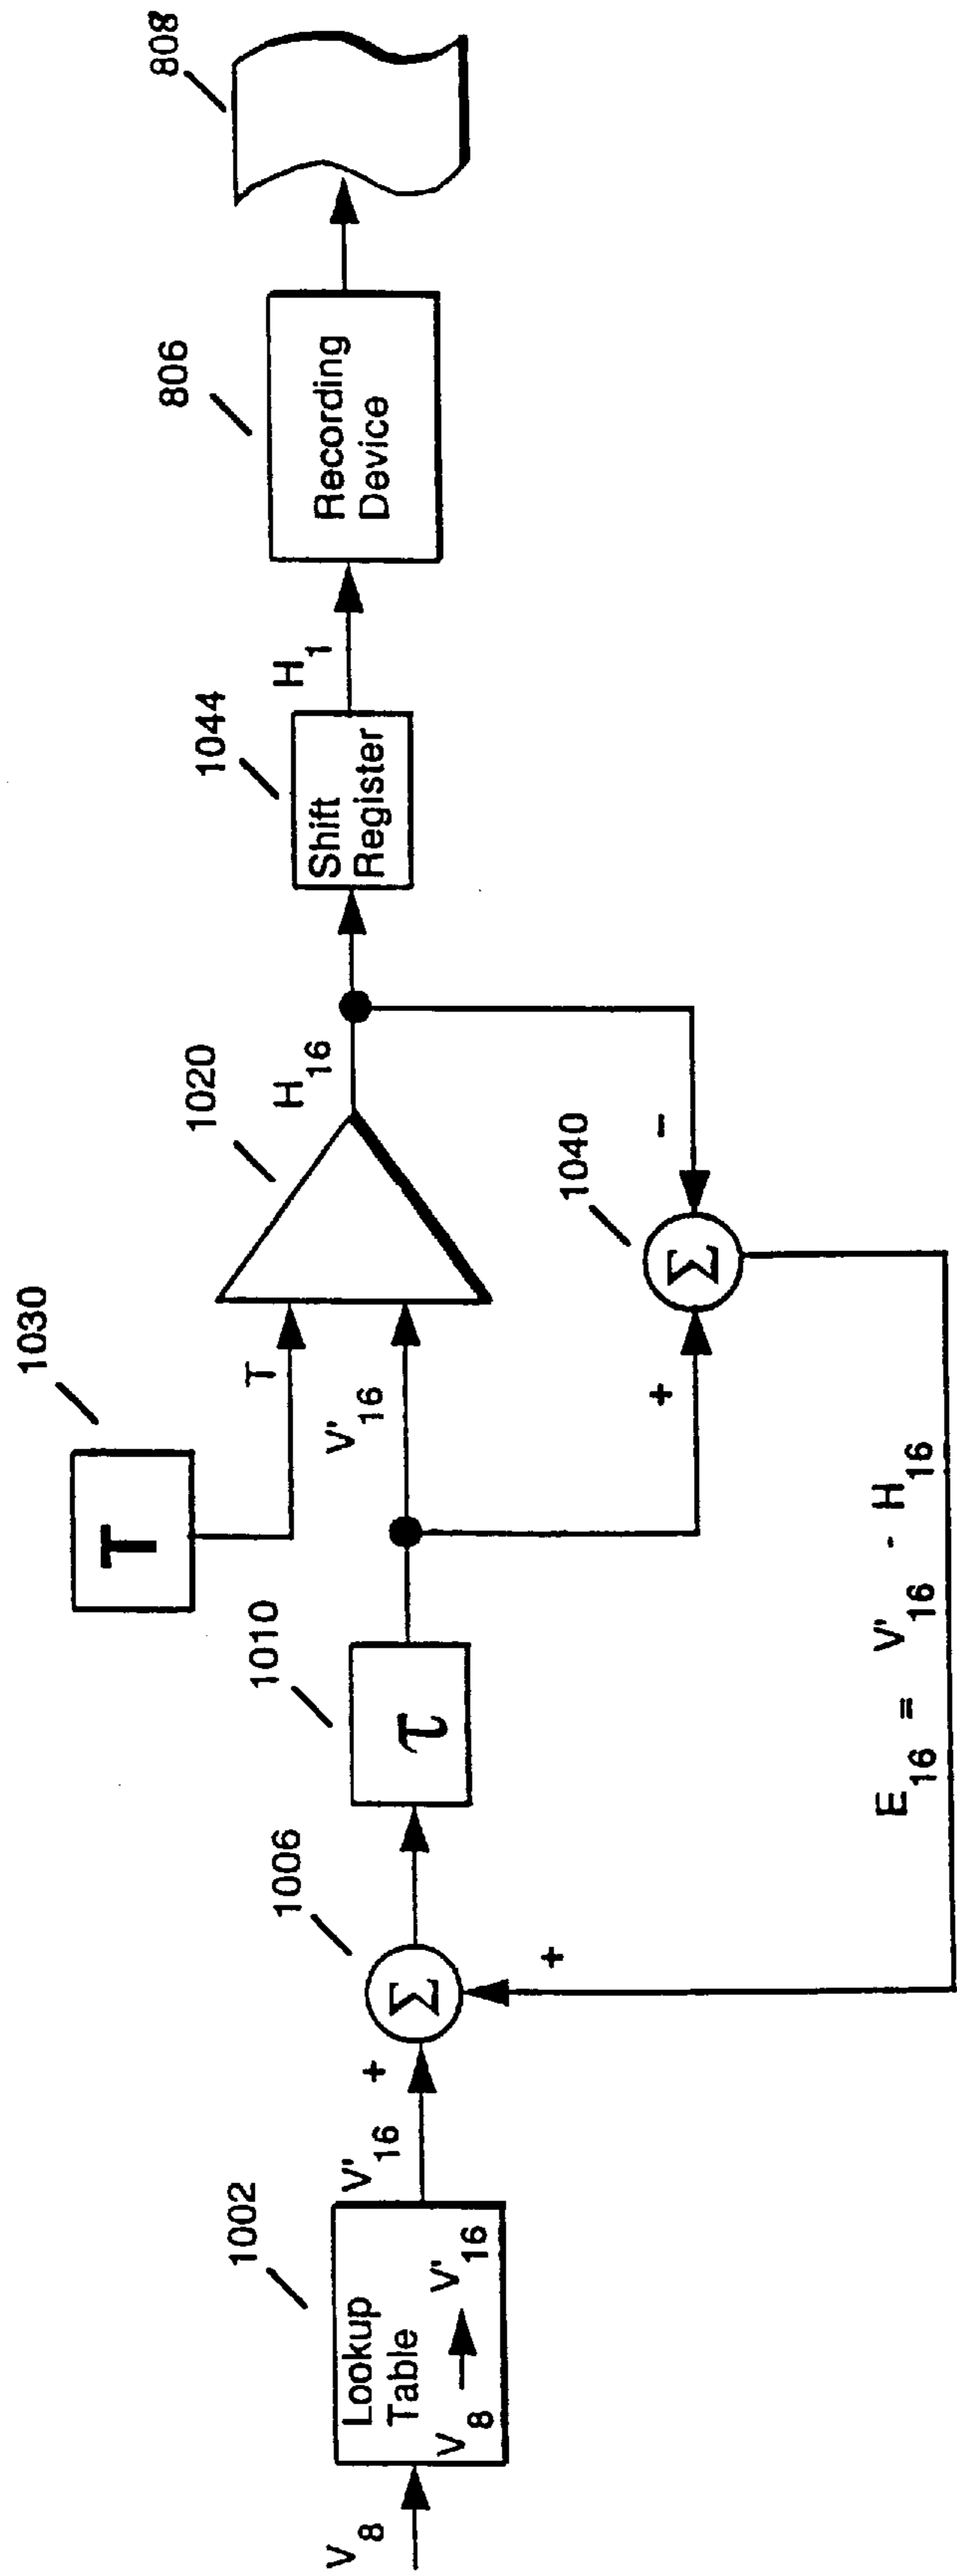 V8
1002
Lookup
Table
V8 → V'16
V'16
+
1006
Σ
+
1010
τ
1030
T
T
V'16
1020
H16
+
1040
Σ
-
E16 = V'16 - H16
1044
Shift
Register
H1
806
Recording
Device
808